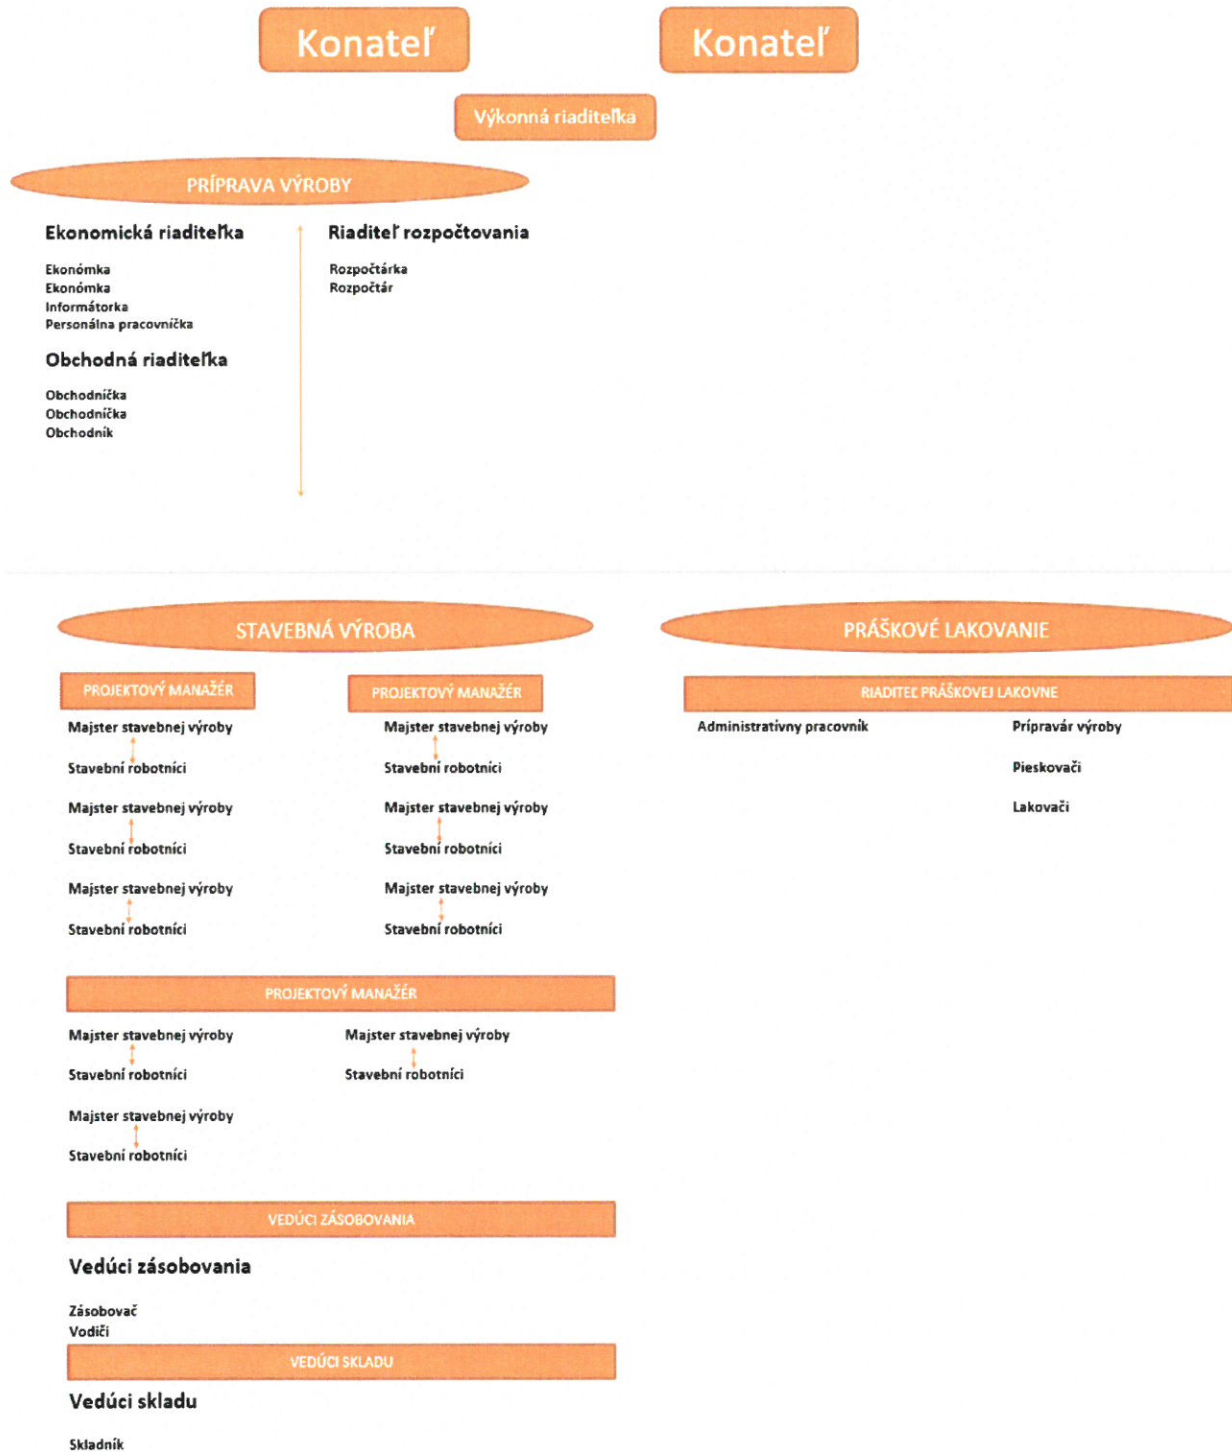 Konateľ
Konateľ
Výkonná riaditeľka
PRÍPRAVA VÝROBY
Ekonomická riaditeľka
Ekonómka
Ekonómka
Informátorka
Personálna pracovníčka
Obchodná riaditeľka
Obchodníčka
Obchodníčka
Obchodník
Riaditeľ rozpočtovania
Rozpočtárka
Rozpočtár
STAVEBNÁ VÝROBA
PROJEKTOVÝ MANAŽÉR
Majster stavebnej výroby
Stavební robotníci
Majster stavebnej výroby
Stavební robotníci
Majster stavebnej výroby
Stavební robotníci
PROJEKTOVÝ MANAŽÉR
Majster stavebnej výroby
Stavební robotníci
Majster stavebnej výroby
Stavební robotníci
Majster stavebnej výroby
Stavební robotníci
PROJEKTOVÝ MANAŽÉR
Majster stavebnej výroby
Stavební robotníci
Majster stavebnej výroby
Stavební robotníci
Majster stavebnej výroby
Stavební robotníci
VEDÚCI ZÁSOBOVANIA
Vedúci zásobovania
Zásobovač
Vodiči
VEDÚCI SKLADU
Vedúci skladu
Skladník
PRÁŠKOVÉ LAKOVANIE
RIADITEĽ PRÁŠKOVEJ LAKOVNE
Administratívny pracovník
Prípravár výroby
Pieskovači
Lakovači